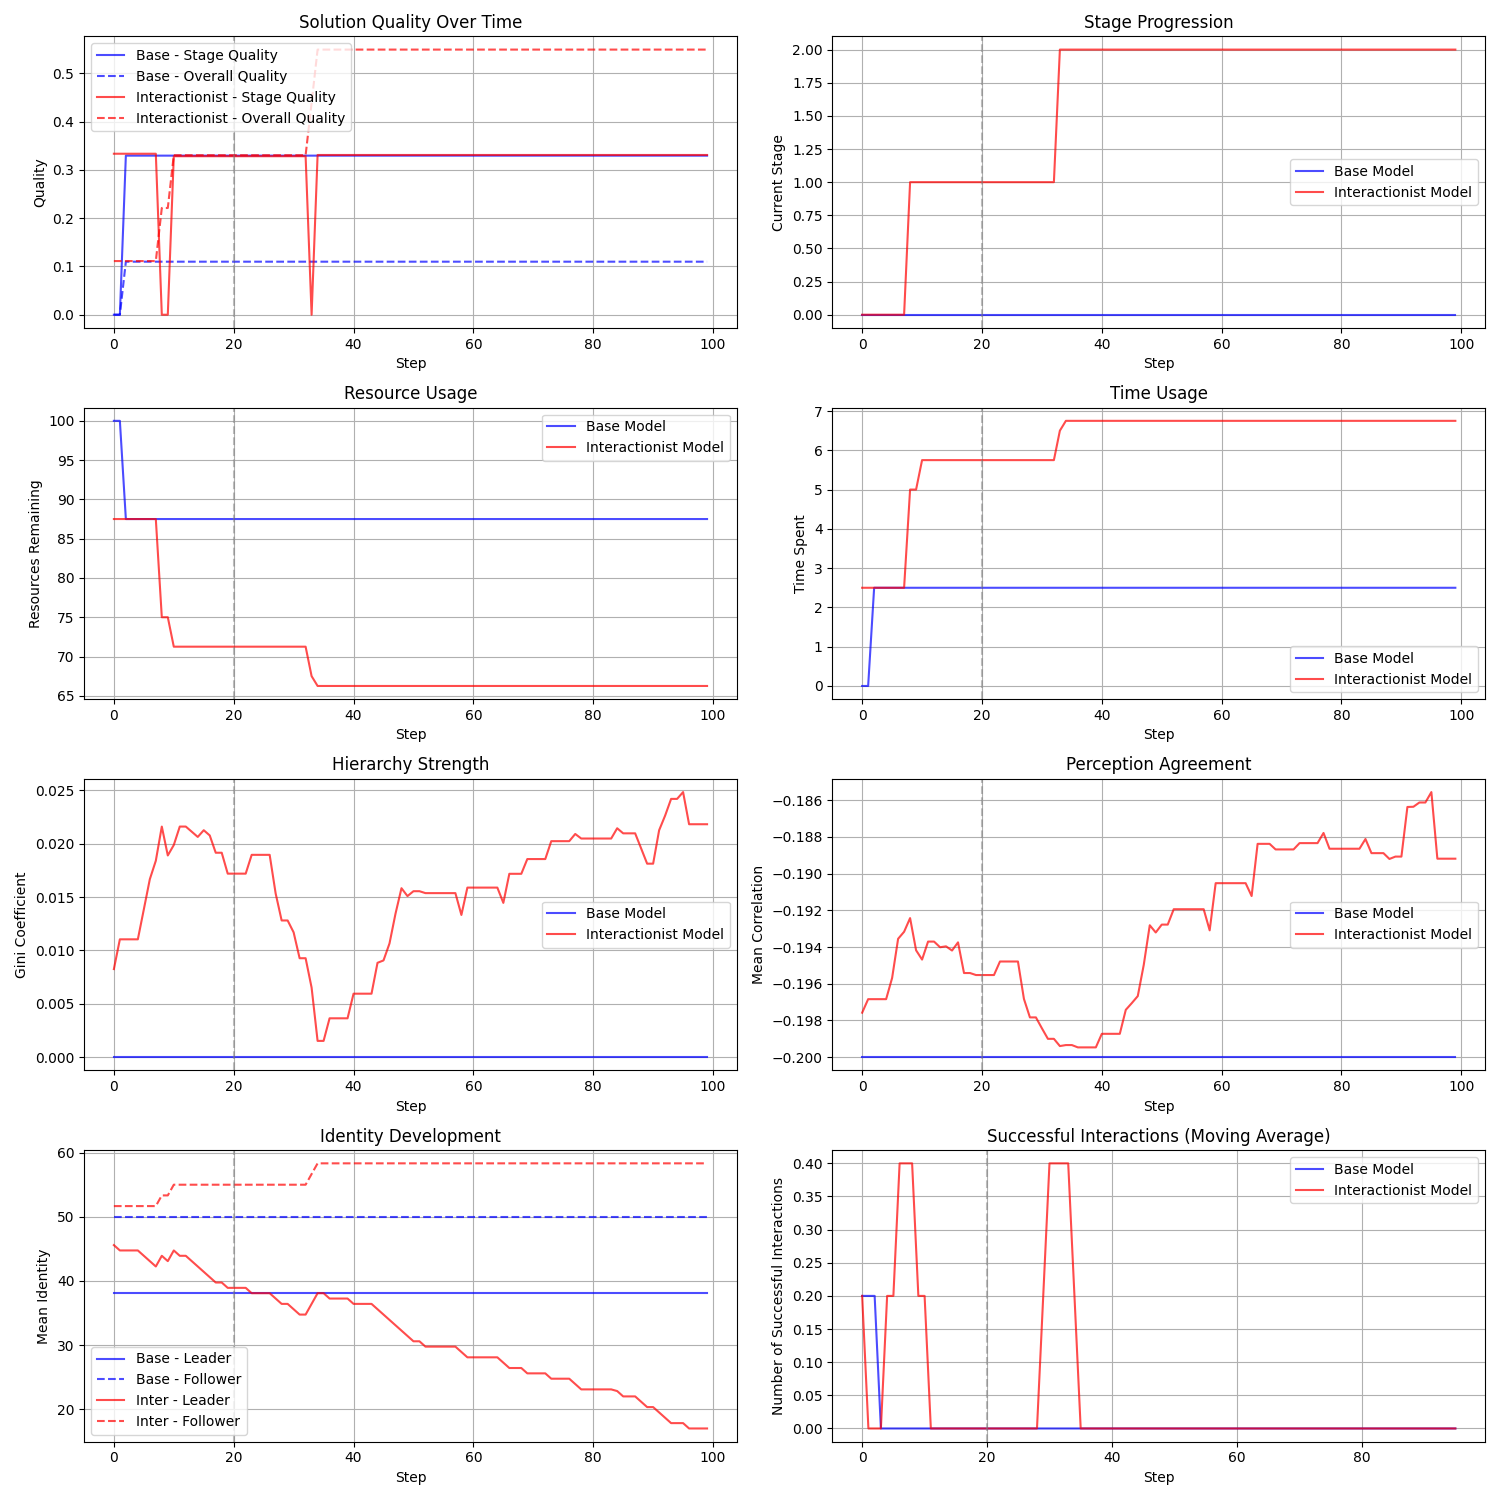 Solution Quality Over Time
Quality
0.5
0.4
0.3
0.2
0.1
0.0
Base - Stage Quality
Base - Overall Quality
Interactionist - Stage Quality
Interactionist - Overall Quality
0 20 40 60 80 100
Step
Stage Progression
Current Stage
2.00
1.75
1.50
1.25
1.00
0.75
0.50
0.25
0.00
Base Model
Interactionist Model
0 20 40 60 80 100
Step
Resource Usage
Resources Remaining
100
95
90
85
80
75
70
65
Base Model
Interactionist Model
0 20 40 60 80 100
Step
Time Usage
Time Spent
7
6
5
4
3
2
1
0
Base Model
Interactionist Model
0 20 40 60 80 100
Step
Hierarchy Strength
Gini Coefficient
0.025
0.020
0.015
0.010
0.005
0.000
Base Model
Interactionist Model
0 20 40 60 80 100
Step
Perception Agreement
Mean Correlation
−0.186
−0.188
−0.190
−0.192
−0.194
−0.196
−0.198
−0.200
Base Model
Interactionist Model
0 20 40 60 80 100
Step
Identity Development
Mean Identity
60
50
40
30
20
Base - Leader
Base - Follower
Inter - Leader
Inter - Follower
0 20 40 60 80 100
Step
Successful Interactions (Moving Average)
Number of Successful Interactions
0.40
0.35
0.30
0.25
0.20
0.15
0.10
0.05
0.00
Base Model
Interactionist Model
0 20 40 60 80
Step